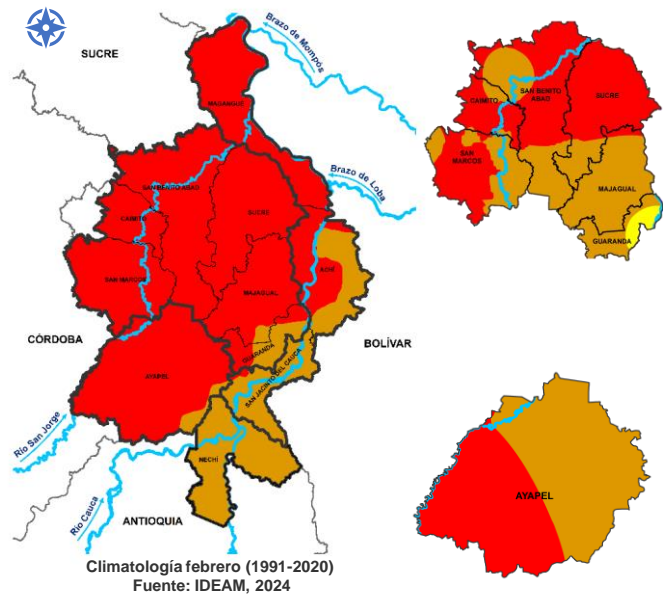 SUCRE
Brazo de Mompós
MAGANGUÉ
Brazo de Loba
SAN BENITO ABAD
CAIMITO
SUCRE
SAN MARCOS
MAJAGUAL
ACHÍ
CÓRDOBA
BOLÍVAR
GUARANDA
AYAPEL
SAN JACINTO DEL CAUCA
Río San Jorge
NECHÍ
Río Cauca
ANTIOQUIA
Climatología febrero (1991-2020)
Fuente: IDEAM, 2024
CAIMITO
SAN BENITO
ABAD
SUCRE
SAN
MARCOS
MAJAGUAL
GUARANDA
AYAPEL